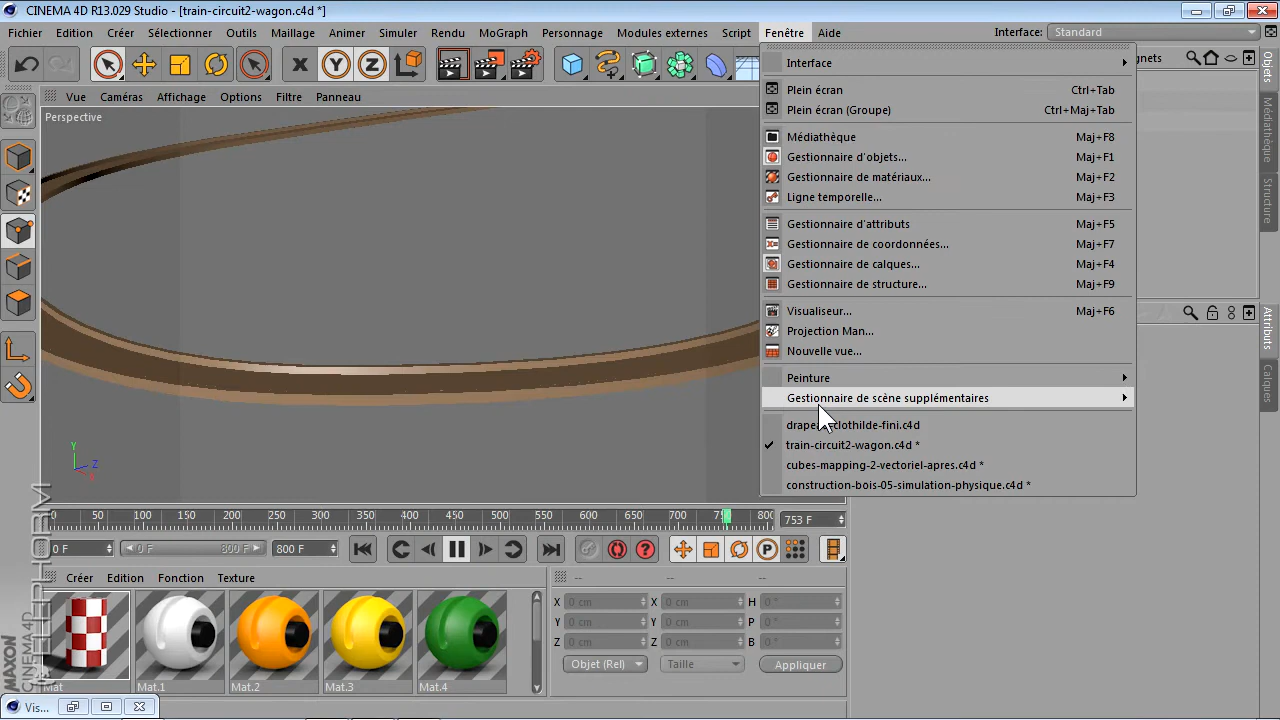 CINEMA 4D R13.029 Studio - [train-circuit2-wagon.c4d *]
Fichier Edition Créer Sélectionner Outils Maillage Animer Simuler Rendu MoGraph Personnage Modules externes Script Fenêtre Aide Interface: Standard
Vue Caméras Affichage Options Filtre Panneau
Perspective
Interface
Plein écran Ctrl+Tab
Plein écran (Groupe) Ctrl+Maj+Tab
Médiathèque Maj+F8
Gestionnaire d'objets... Maj+F1
Gestionnaire de matériaux... Maj+F2
Ligne temporelle... Maj+F3
Gestionnaire d'attributs Maj+F5
Gestionnaire de coordonnées... Maj+F7
Gestionnaire de calques... Maj+F4
Gestionnaire de structure... Maj+F9
Visualiseur... Maj+F6
Projection Man...
Nouvelle vue...
Peinture
Gestionnaire de scène supplémentaires
train-circuit2-wagon.c4d *
cubes-mapping-2-vectoriel-apres.c4d *
construction-bois-05-simulation-physique.c4d *
Objets
Médiathèque
Structure
Attributs
Calques
Y
Z
X
0 50 100 150 200 250 300 350 400 450 500 550 600 650 700 800 753 F
0 F 0 F 800 F 800 F
Créer Edition Fonction Texture
Mat Mat.1 Mat.2 Mat.3 Mat.4
-- -- --
X 0 cm X 0 cm H 0 °
Y 0 cm Y 0 cm P 0 °
Z 0 cm Z 0 cm B 0 °
Objet (Rel) Taille Appliquer
MAXON
CINEMA 4D
Vis...